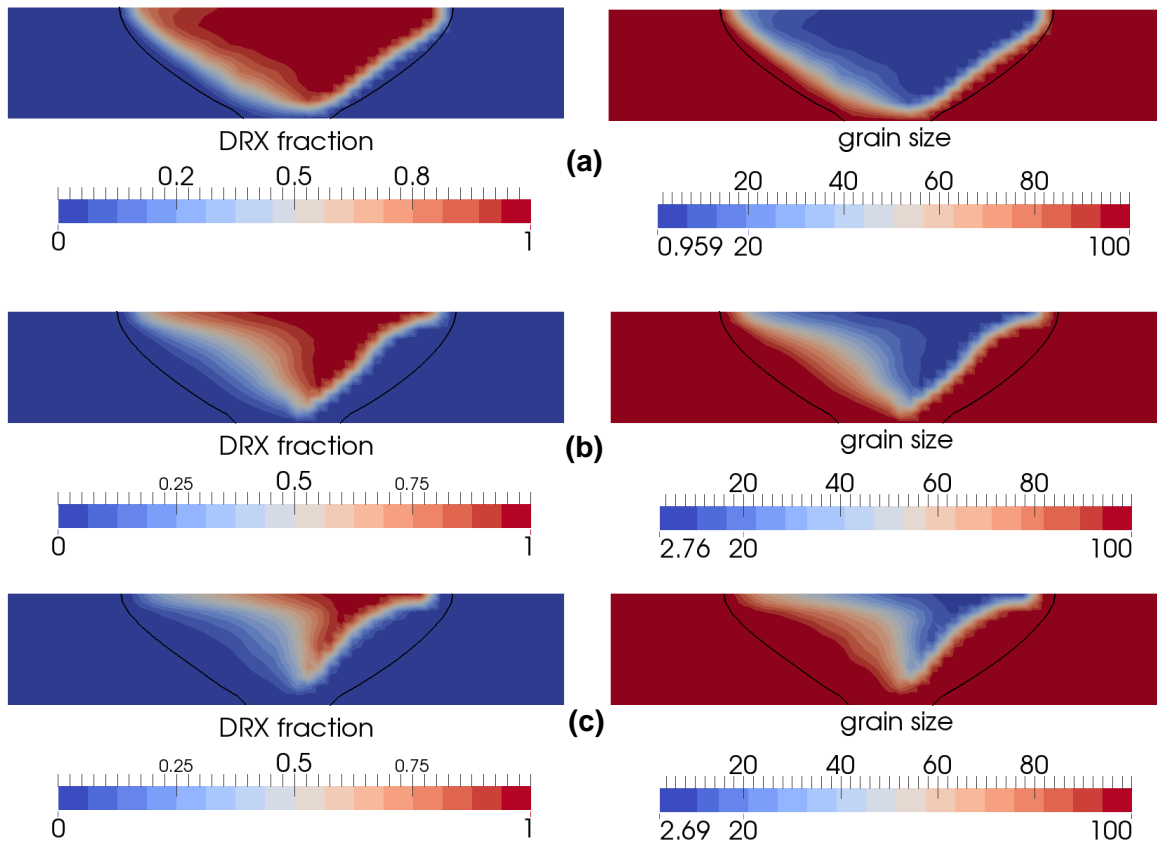 DRX fraction
0.2 0.5 0.8
0 1
(a)
grain size
20 40 60 80
0.959 20 100
DRX fraction
0.25 0.5 0.75
0 1
(b)
grain size
20 40 60 80
2.76 20 100
DRX fraction
0.25 0.5 0.75
0 1
(c)
grain size
20 40 60 80
2.69 20 100